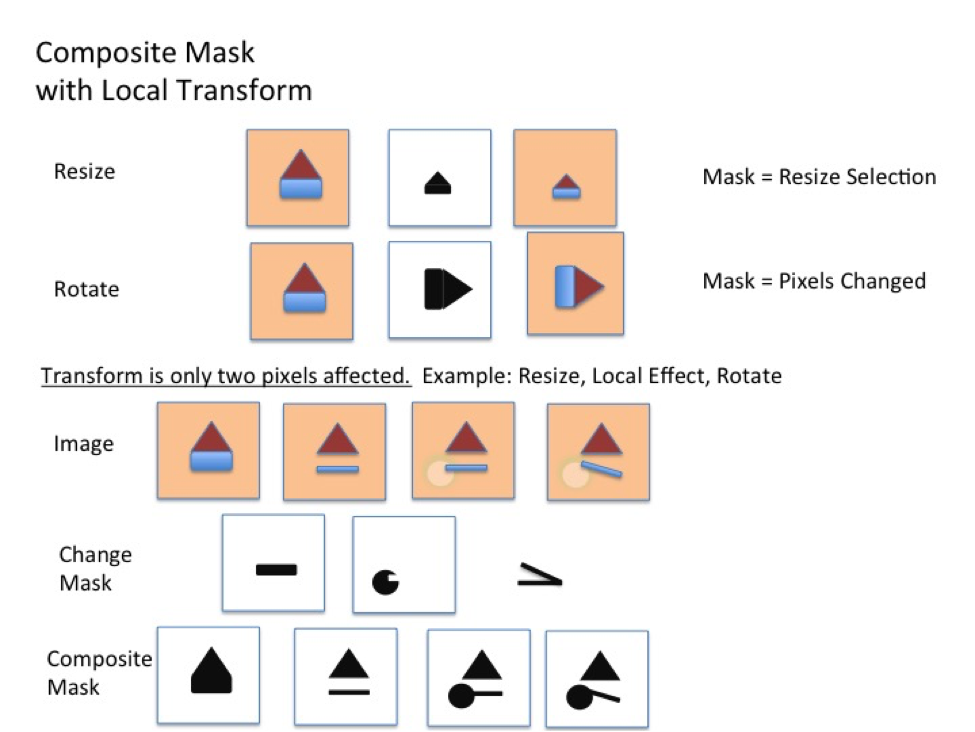 Composite Mask
with Local Transform
Resize
Mask = Resize Selection
Rotate
Mask = Pixels Changed
Transform is only two pixels affected.  Example: Resize, Local Effect, Rotate
Image
Change
Mask
Composite
Mask